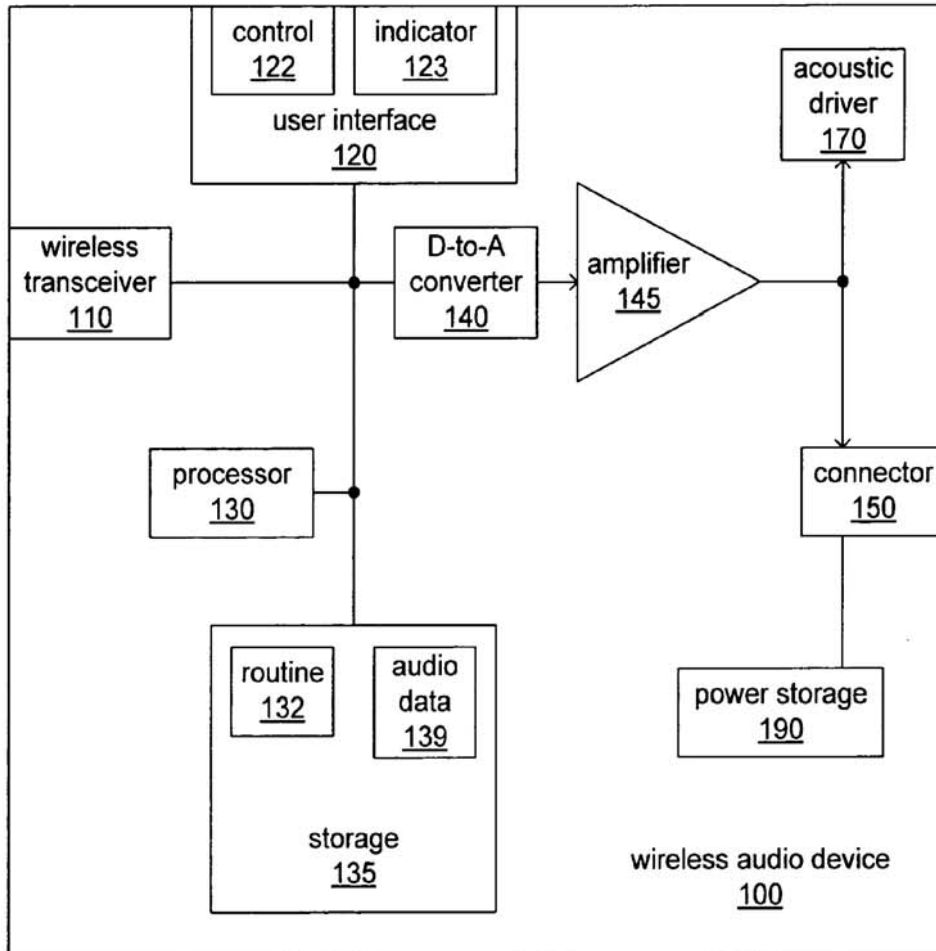 control
122
indicator
123
user interface
120
acoustic
driver
170
wireless
transceiver
110
D-to-A
converter
140
amplifier
145
processor
130
connector
150
routine
132
audio
data
139
storage
135
power storage
190
wireless audio device
100